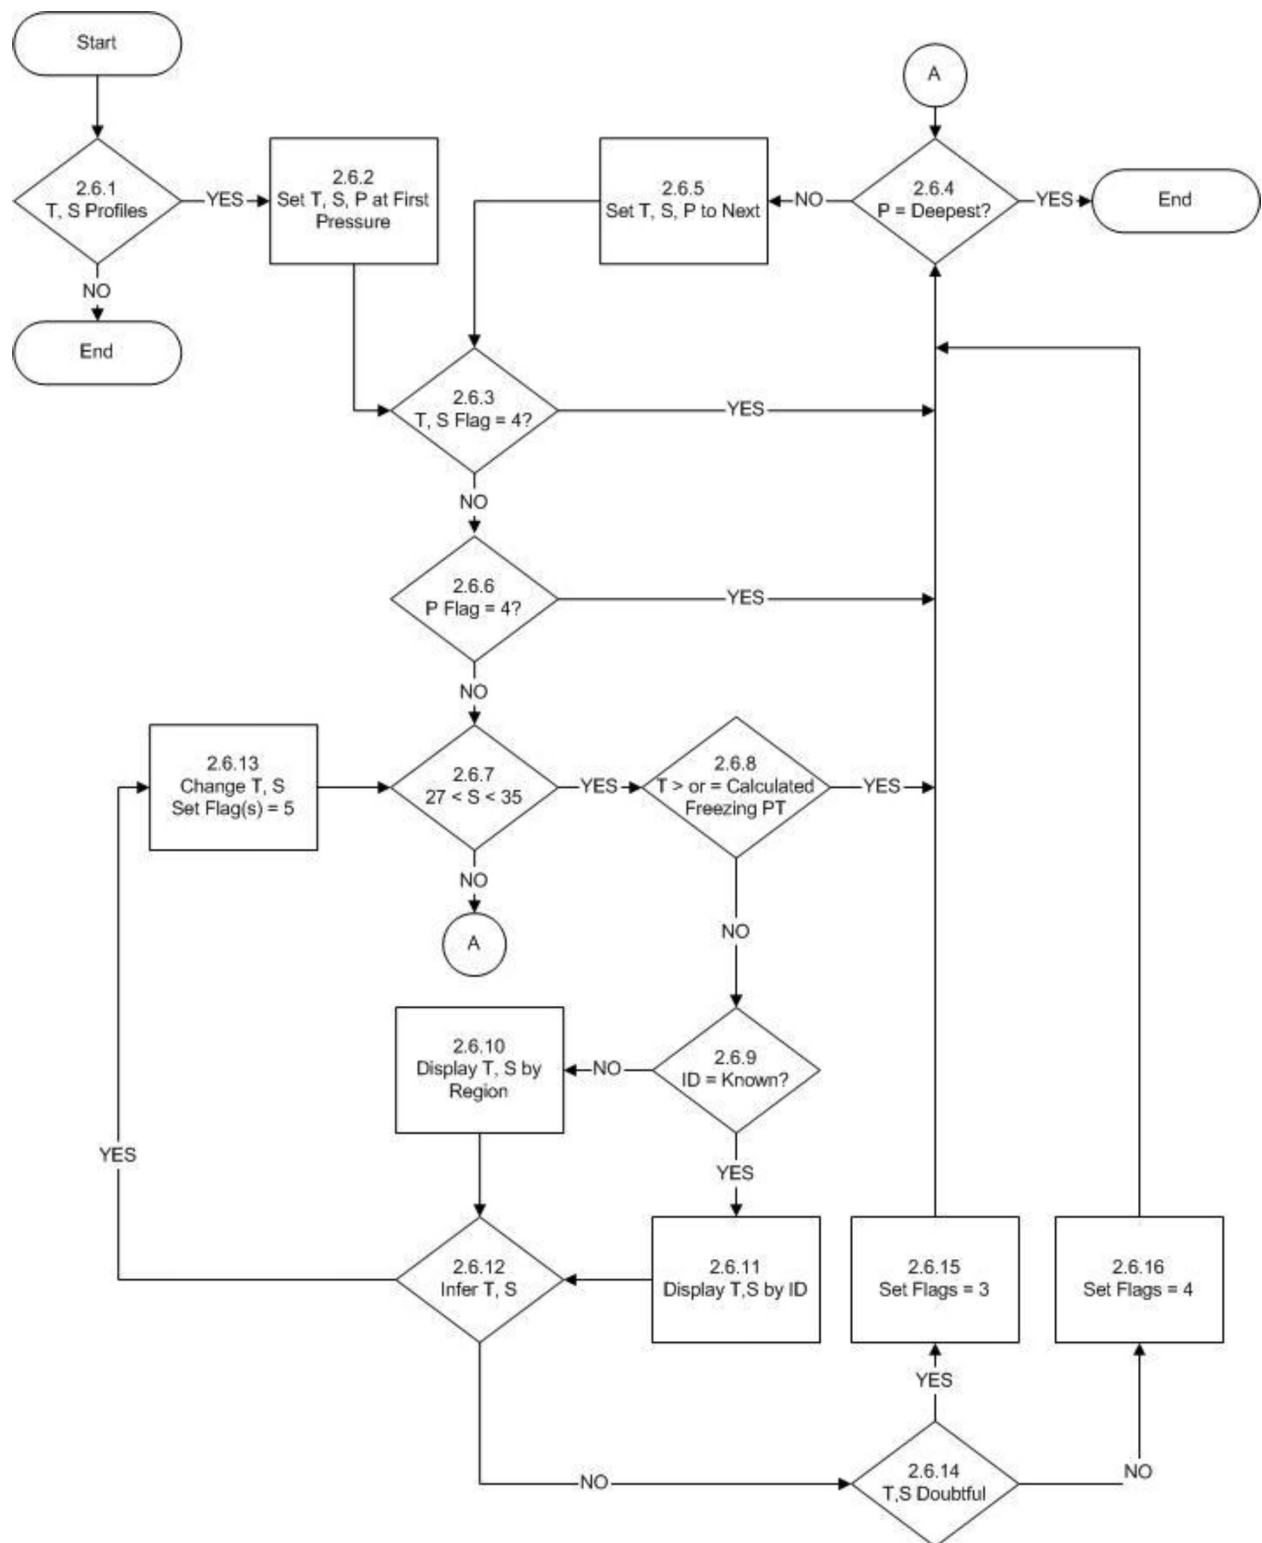 Start
A
2.6.1
T, S Profiles
YES
2.6.2
Set T, S, P at First
Pressure
2.6.5
Set T, S, P to Next
NO
2.6.4
P = Deepest?
YES
End
NO
End
2.6.3
T, S Flag = 4?
YES
NO
2.6.6
P Flag = 4?
YES
NO
2.6.13
Change T, S
Set Flag(s) = 5
2.6.7
27 < S < 35
YES
2.6.8
T > or = Calculated
Freezing PT
YES
NO
A
NO
2.6.10
Display T, S by
Region
NO
2.6.9
ID = Known?
YES
YES
2.6.12
Infer T, S
2.6.11
Display T,S by ID
2.6.15
Set Flags = 3
2.6.16
Set Flags = 4
YES
NO
2.6.14
T,S Doubtful
NO